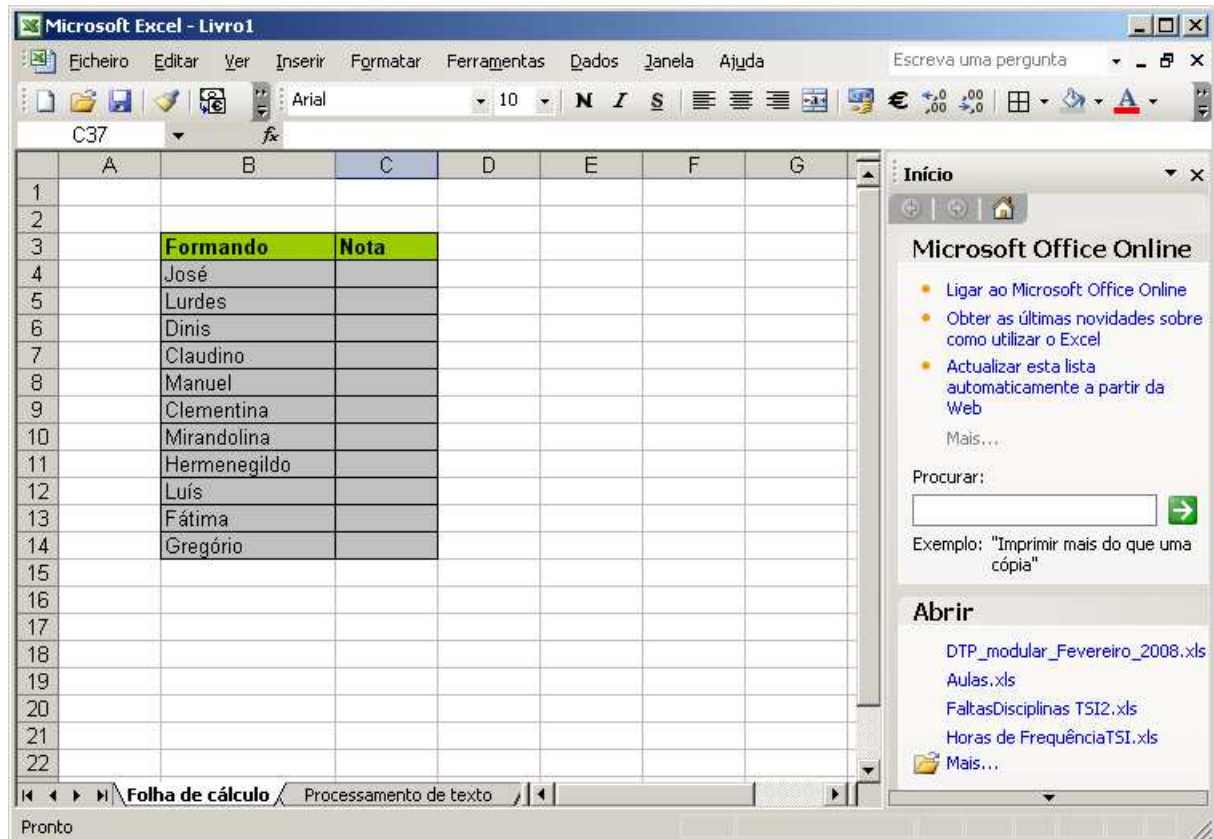 Microsoft Excel - Livro1
Ficheiro Editar Ver Inserir Formatar Ferramentas Dados Janela Ajuda Escreva uma pergunta
Arial 10 N I S € ,00 ,00 A
C37 fx
A B C D E F G
1
2
3 Formando Nota
4 José
5 Lurdes
6 Dinis
7 Claudino
8 Manuel
9 Clementina
10 Mirandolina
11 Hermenegildo
12 Luís
13 Fátima
14 Gregório
15
16
17
18
19
20
21
22
Folha de cálculo Processamento de texto
Pronto
Início
Microsoft Office Online
Ligar ao Microsoft Office Online
Obter as últimas novidades sobre
como utilizar o Excel
Actualizar esta lista
automaticamente a partir da
Web
Mais...
Procurar:
Exemplo: "Imprimir mais do que uma
cópia"
Abrir
DTP_modular_Fevereiro_2008.xls
Aulas.xls
FaltasDisciplinas TSI2.xls
Horas de FrequênciaTSI.xls
Mais...